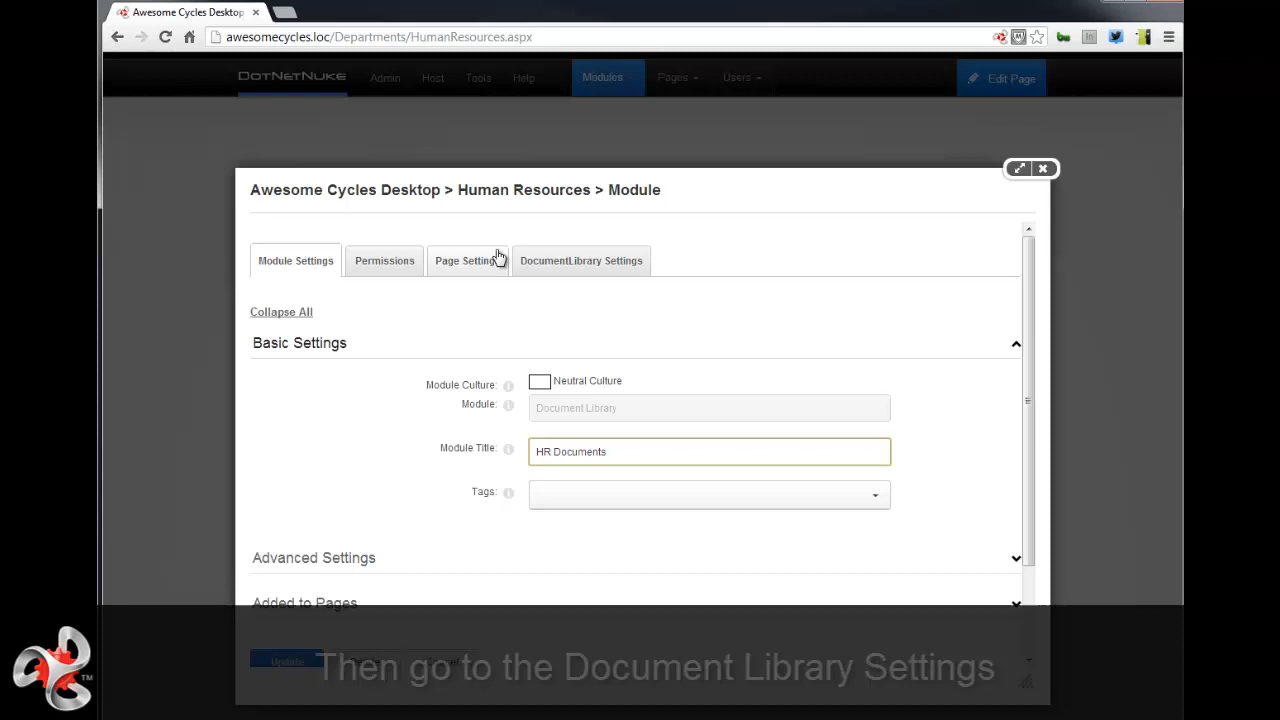 Awesome Cycles Desktop
awesomecycles.loc/Departments/HumanResources.aspx
DOTNETNUKE Admin Host Tools Help Modules Pages Users Edit Page
Awesome Cycles Desktop > Human Resources > Module
Module Settings Permissions Page Settings DocumentLibrary Settings
Collapse All
Basic Settings
Module Culture: Neutral Culture
Module: Document Library
Module Title: HR Documents
Tags:
Advanced Settings
Added to Pages
Update
Then go to the Document Library Settings
TM